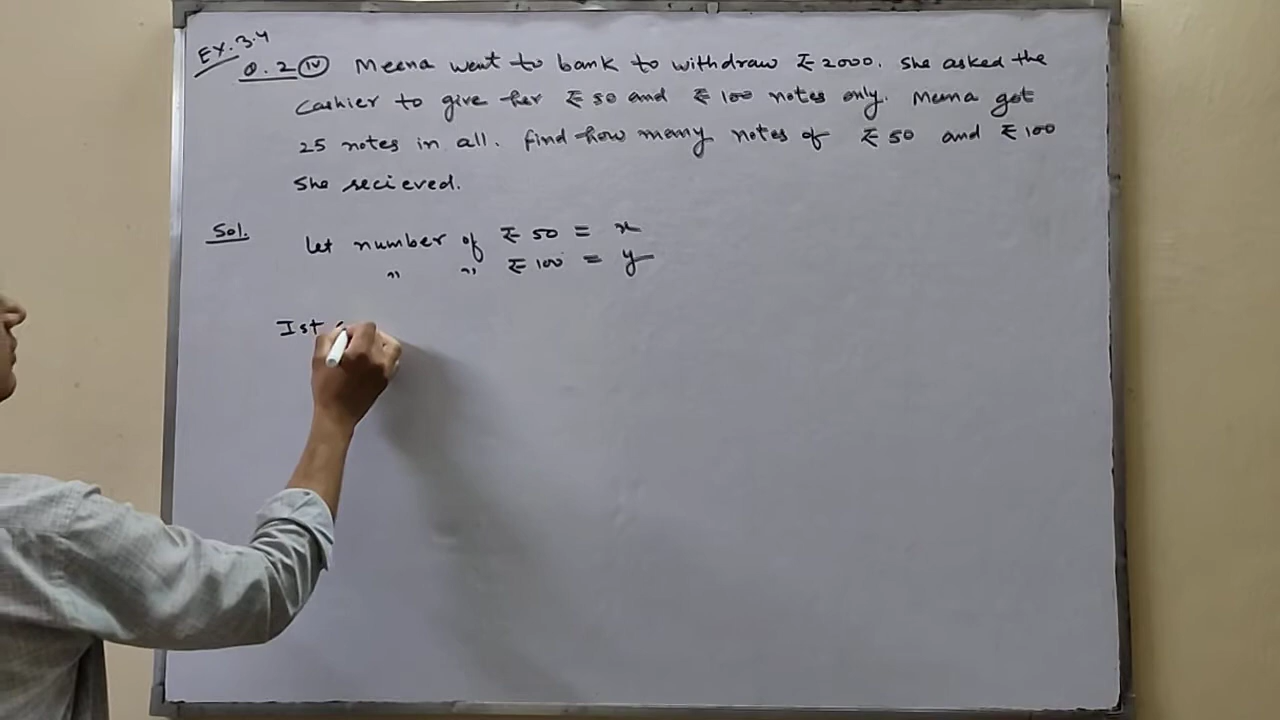 Ex. 3.4
Q. 2 (iv) Meena went to bank to withdraw ₹ 2000. She asked the
Cashier to give her ₹ 50 and ₹ 100 notes only. Meena got
25 notes in all. Find how many notes of ₹ 50 and ₹ 100
She recieved.
Sol.
Let number of ₹ 50 = x
" " ₹ 100 = y
Ist